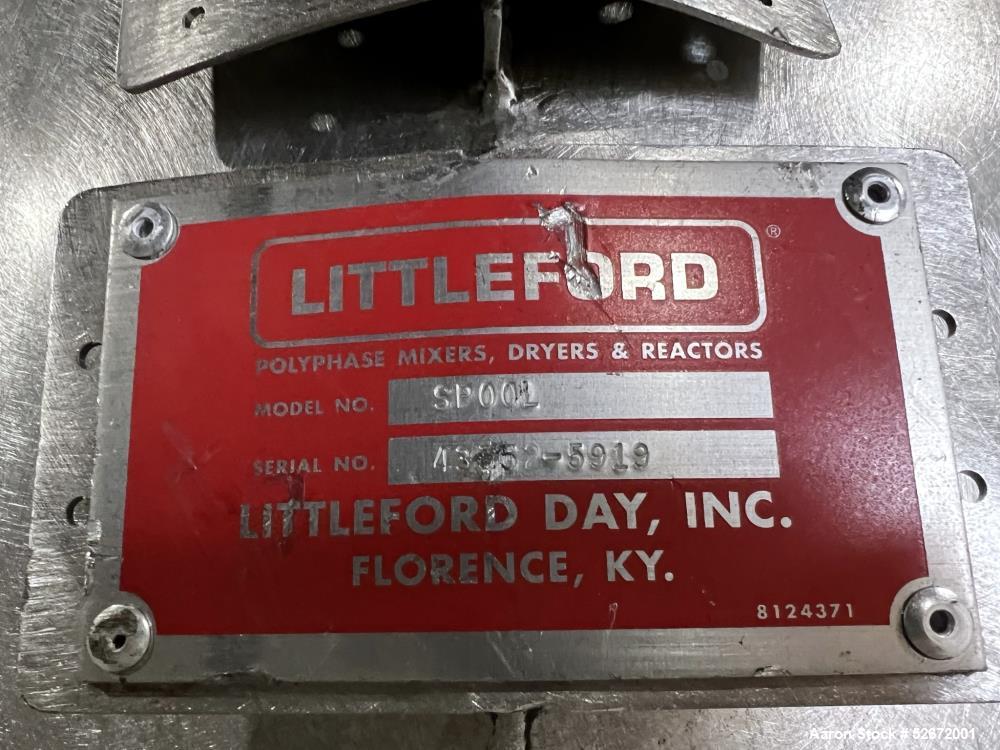 LITTLEFORD ®
POLYPHASE MIXERS, DRYERS & REACTORS
MODEL NO. SPOOL
SERIAL NO.
LITTLEFORD DAY, INC.
FLORENCE, KY.
8124371
Aaron Stock # 52672001